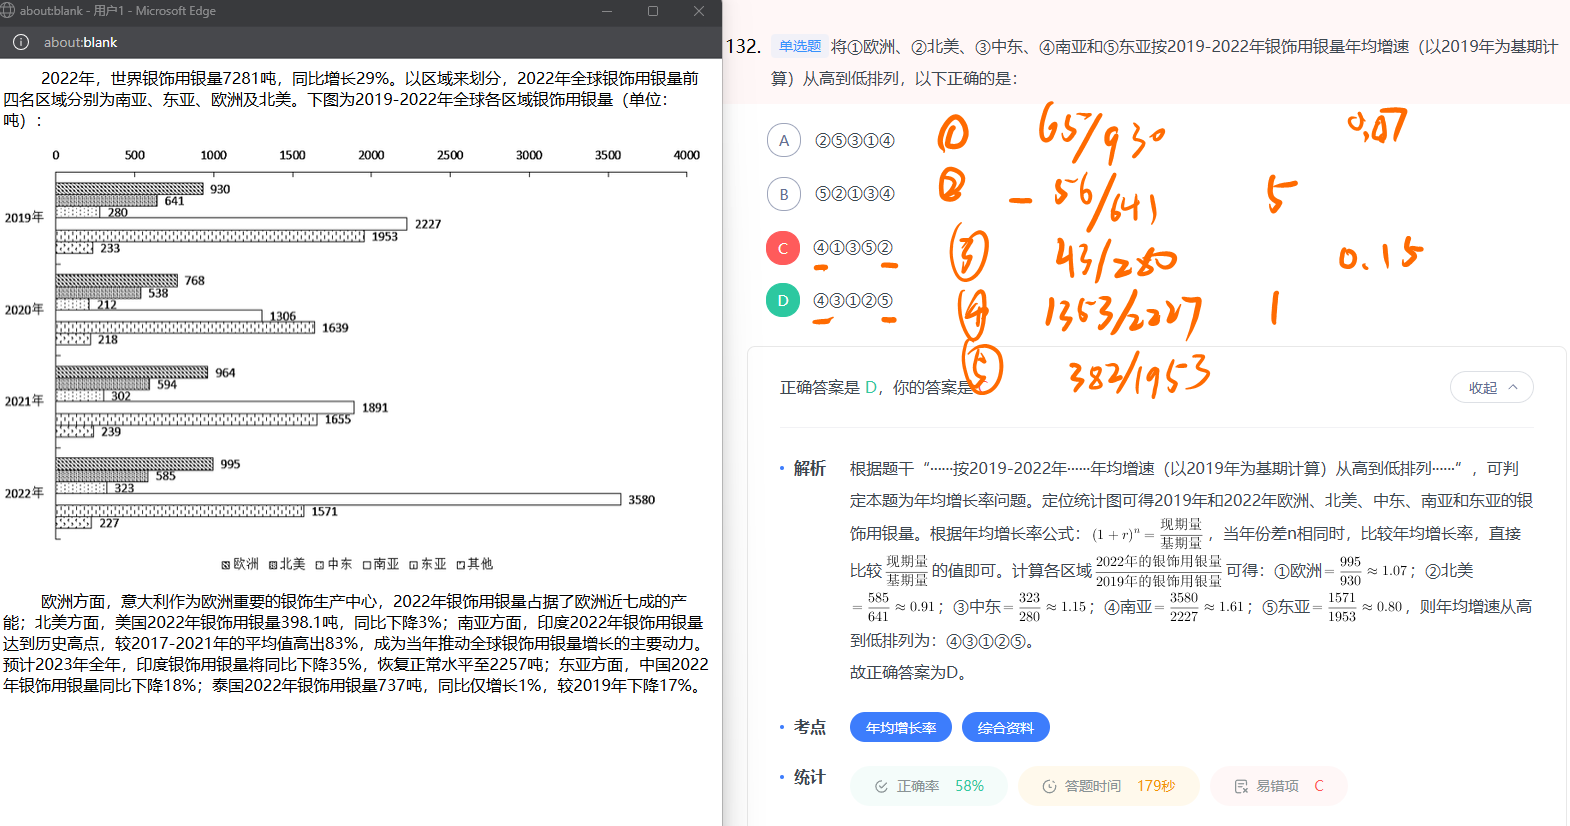 about:blank - 用户1 - Microsoft Edge
about:blank
2022年，世界银饰用银量7281吨，同比增长29%。以区域来划分，2022年全球银饰用银量前
四名区域分别为南亚、东亚、欧洲及北美。下图为2019-2022年全球各区域银饰用银量（单位：
吨）：
0 500 1000 1500 2000 2500 3000 3500 4000
2019年
930
641
280
2227
1953
233
2020年
768
538
212
1306
1639
218
2021年
964
594
302
1891
1655
239
2022年
995
585
323
3580
1571
227
欧洲 北美 中东 南亚 东亚 其他
欧洲方面，意大利作为欧洲重要的银饰生产中心，2022年银饰用银量占据了欧洲近七成的产
能；北美方面，美国2022年银饰用银量398.1吨，同比下降3%；南亚方面，印度2022年银饰用银量
达到历史高点，较2017-2021年的平均值高出83%，成为当年推动全球银饰用银量增长的主要动力。
预计2023年全年，印度银饰用银量将同比下降35%，恢复正常水平至2257吨；东亚方面，中国2022
年银饰用银量同比下降18%；泰国2022年银饰用银量737吨，同比仅增长1%，较2019年下降17%。
132. 单选题 将①欧洲、②北美、③中东、④南亚和⑤东亚按2019-2022年银饰用银量年均增速（以2019年为基期计
算）从高到低排列，以下正确的是：
A ②⑤③①④
B ⑤②①③④
C ④①③⑤②
D ④③①②⑤
① 65/930 0.07
② -56/641 5
③ 43/280 0.15
④ 1353/2227 1
⑤ 382/1953
正确答案是 D，你的答案是
收起
解析 根据题干“······按2019-2022年······年均增速（以2019年为基期计算）从高到低排列······”，可判
定本题为年均增长率问题。定位统计图可得2019年和2022年欧洲、北美、中东、南亚和东亚的银
饰用银量。根据年均增长率公式：(1+r)^n=现期量/基期量，当年份差n相同时，比较年均增长率，直接
比较现期量/基期量的值即可。计算各区域2022年的银饰用银量/2019年的银饰用银量可得：①欧洲=995/930≈1.07；②北美
=585/641≈0.91；③中东=323/280≈1.15；④南亚=3580/2227≈1.61；⑤东亚=1571/1953≈0.80，则年均增速从高
到低排列为：④③①②⑤。
故正确答案为D。
考点 年均增长率 综合资料
统计 正确率 58% 答题时间 179秒 易错项 C